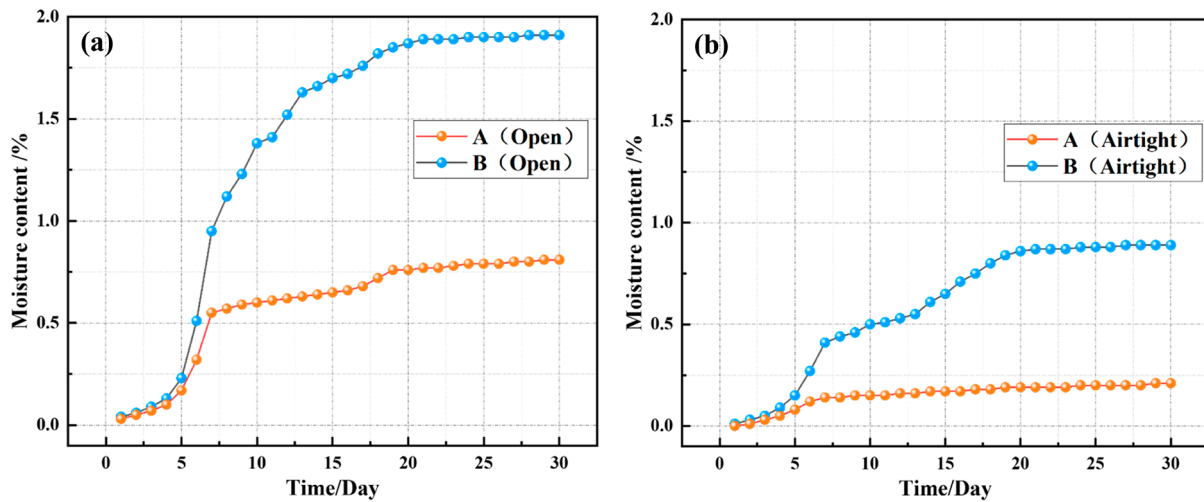 (a)
2.0
1.5
1.0
0.5
0.0
Moisture content /%
A（Open）
B（Open）
0 5 10 15 20 25 30
Time/Day
(b)
2.0
1.5
1.0
0.5
0.0
Moisture content /%
A（Airtight）
B（Airtight）
0 5 10 15 20 25 30
Time/Day